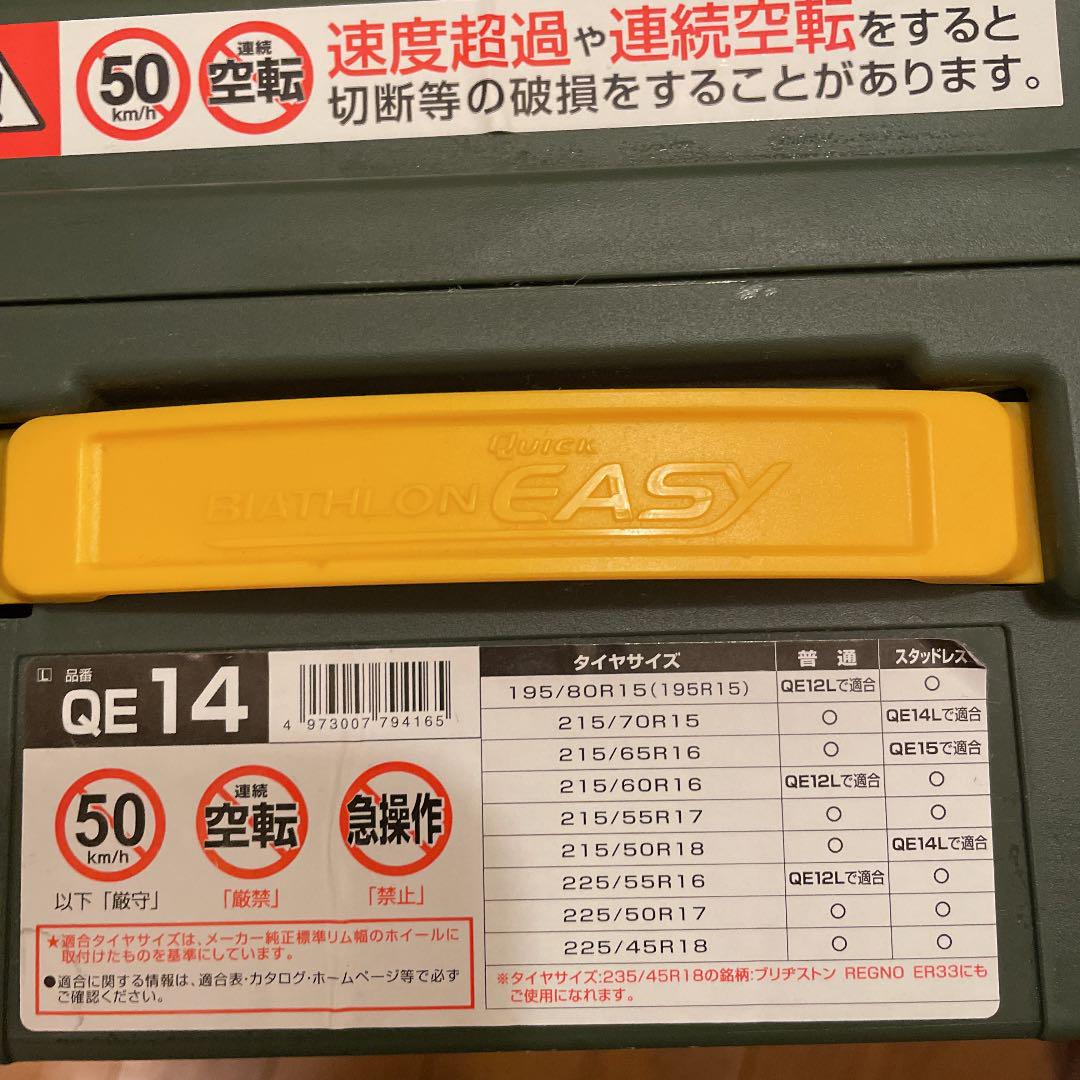 50
km/h
連続
空転
速度超過や連続空転をすると
切断等の破損をすることがあります。
QUICK
BIATHLON EASY
L 品番
QE14
4 973007 794165
50
km/h
以下「厳守」
連続
空転
「厳禁」
急操作
「禁止」
★適合タイヤサイズは、メーカー純正標準リム幅のホイールに
取付けたものを基準にしています。
●適合に関する情報は、適合表・カタログ・ホームページ等で必ず
ご確認ください。
タイヤサイズ 普通 スタッドレス
195/80R15(195R15) QE12Lで適合 ○
215/70R15 ○ QE14Lで適合
215/65R16 ○ QE15で適合
215/60R16 QE12Lで適合 ○
215/55R17 ○ ○
215/50R18 ○ QE14Lで適合
225/55R16 QE12Lで適合 ○
225/50R17 ○ ○
225/45R18 ○ ○
※タイヤサイズ:235/45R18の銘柄:ブリヂストン REGNO ER33にも
ご使用になれます。